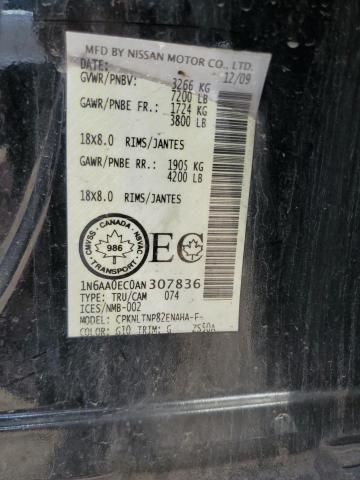 MFD BY NISSAN MOTOR CO., LTD.
DATE: 12/09
GVWR/PNBV: 3266 KG
7200 LB
GAWR/PNBE FR: 1724 KG
3800 LB
18X8.0 RIMS/JANTES
GAWR/PNBE RR: 1905 KG
4200 LB
18X8.0 RIMS/JANTES
CANADA
CMVSS NBVAC
986
TRANSPORT
EC
1N6AA0EC0AN307836
TYPE: TRU/CAM 074
ICES/NMB-002
MODEL: CPKNLTNP82ENAHA-F-
COLOR: G10 TRIM: G